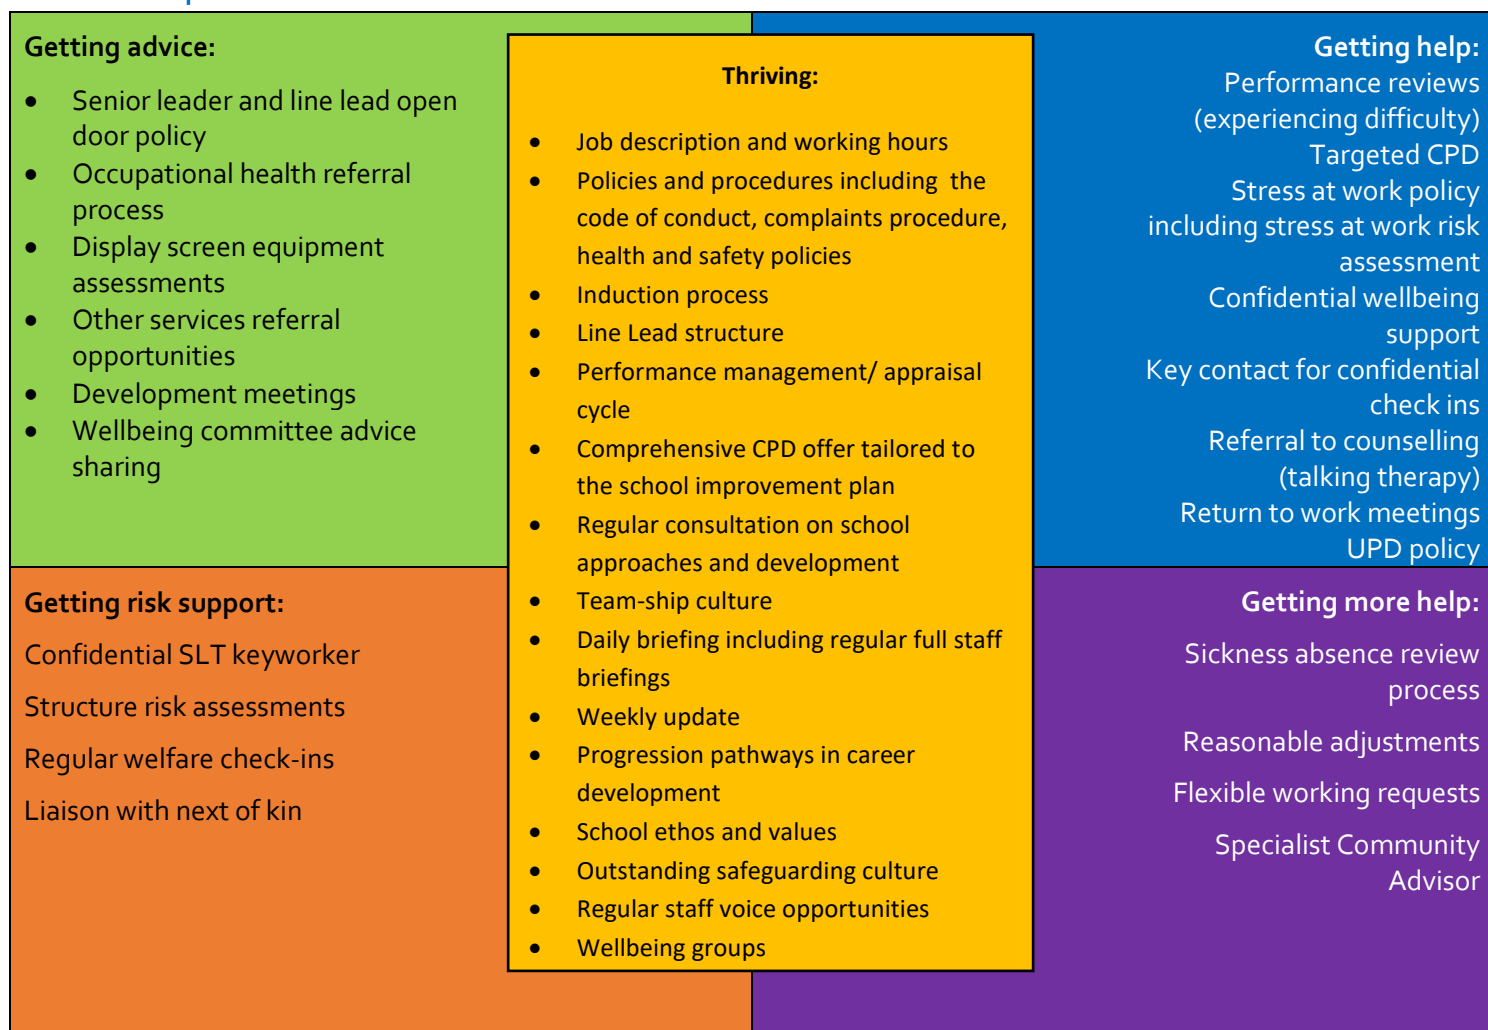 Getting advice:
• Senior leader and line lead open
door policy
• Occupational health referral
process
• Display screen equipment
assessments
• Other services referral
opportunities
• Development meetings
• Wellbeing committee advice
sharing
Thriving:
• Job description and working hours
• Policies and procedures including the
code of conduct, complaints procedure,
health and safety policies
• Induction process
• Line Lead structure
• Performance management/ appraisal
cycle
• Comprehensive CPD offer tailored to
the school improvement plan
• Regular consultation on school
approaches and development
• Team-ship culture
• Daily briefing including regular full staff
briefings
• Weekly update
• Progression pathways in career
development
• School ethos and values
• Outstanding safeguarding culture
• Regular staff voice opportunities
• Wellbeing groups
Getting help:
Performance reviews
(experiencing difficulty)
Targeted CPD
Stress at work policy
including stress at work risk
assessment
Confidential wellbeing
support
Key contact for confidential
check ins
Referral to counselling
(talking therapy)
Return to work meetings
UPD policy
Getting risk support:
Confidential SLT keyworker
Structure risk assessments
Regular welfare check-ins
Liaison with next of kin
Getting more help:
Sickness absence review
process
Reasonable adjustments
Flexible working requests
Specialist Community
Advisor